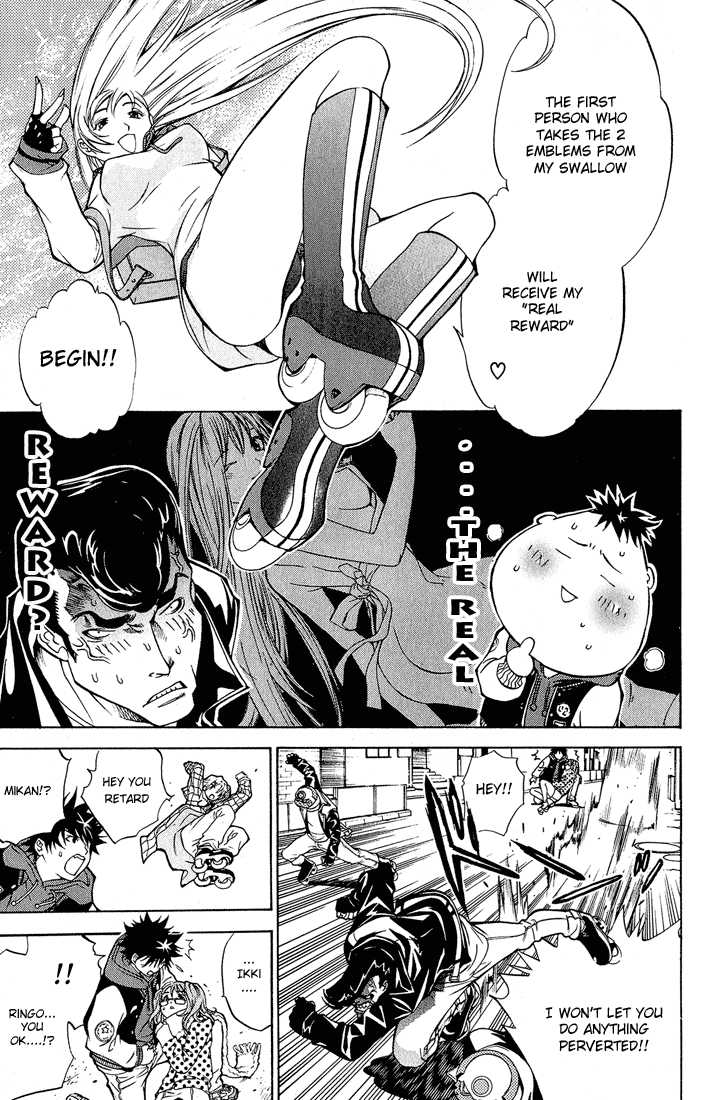 THE FIRST
PERSON WHO
TAKES THE 2
EMBLEMS FROM
MY SWALLOW
WILL
RECEIVE MY
"REAL
REWARD"
♡
BEGIN!!
....THE REAL
REWARD?
HEY!!
I WON'T LET YOU
DO ANYTHING
PERVERTED!!
HEY YOU
RETARD
MIKAN!?
...
IKKI
....
!!
RINGO...
YOU
OK....!?